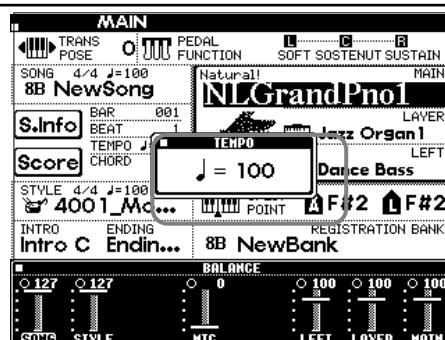 MAIN
TRANS POSE 0 PEDAL FUNCTION L SOFT C SOSTENUT R SUSTAIN
SONG 4/4 ♩=100 Natural! MAIN
8B NewSong NLGrandPno1
S.Info BAR 001 LAYER
BEAT 1 Jazz Organ1
TEMPO
TEMPO LEFT
Score CHORD ♩ = 100 Dance Bass
STYLE 4/4 ♩=100
4001_Mo... POINT A F#2 L F#2
INTRO ENDING REGISTRATION BANK
Intro C Endin... 8B NewBank
BALANCE
127 127 0 100 100 100
SONG STYLE MIC LEFT LAYER MAIN